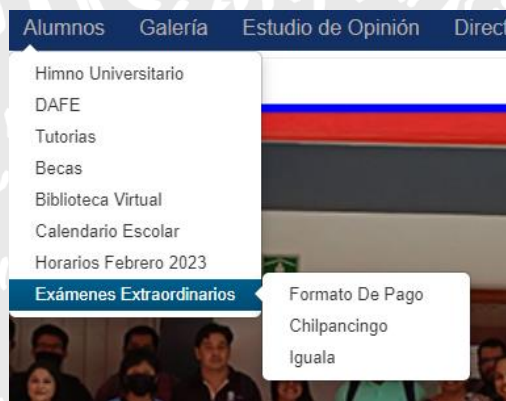 Alumnos Galería Estudio de Opinión
Himno Universitario
DAFE
Tutorias
Becas
Biblioteca Virtual
Calendario Escolar
Horarios Febrero 2023
Exámenes Extraordinarios
Formato De Pago
Chilpancingo
Iguala